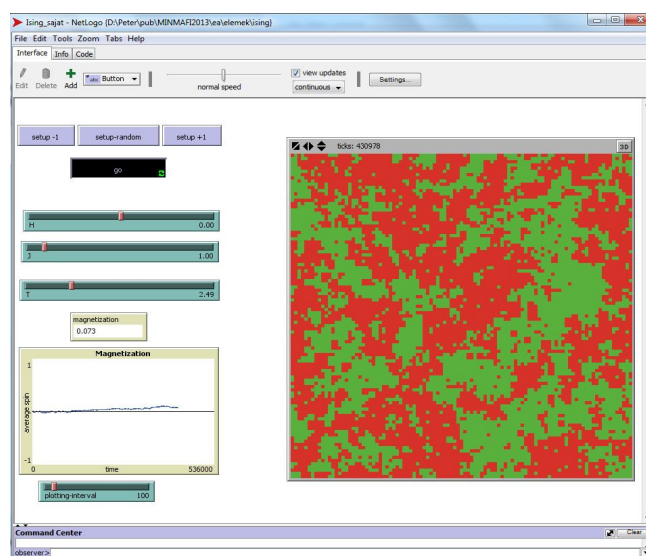 Ising_sajat - NetLogo {D:\Peter\pub\MINMAFI2013\ea\elemek\ising}
File Edit Tools Zoom Tabs Help
Interface Info Code
Edit Delete Add abc Button normal speed view updates continuous Settings...
setup -1 setup-random setup +1
go
ticks: 430978 3D
H 0.00
J 1.00
T 2.49
magnetization
0.073
Magnetization
1
average spin
-1
0 time 536000
plotting-interval 100
Command Center Clear
observer>